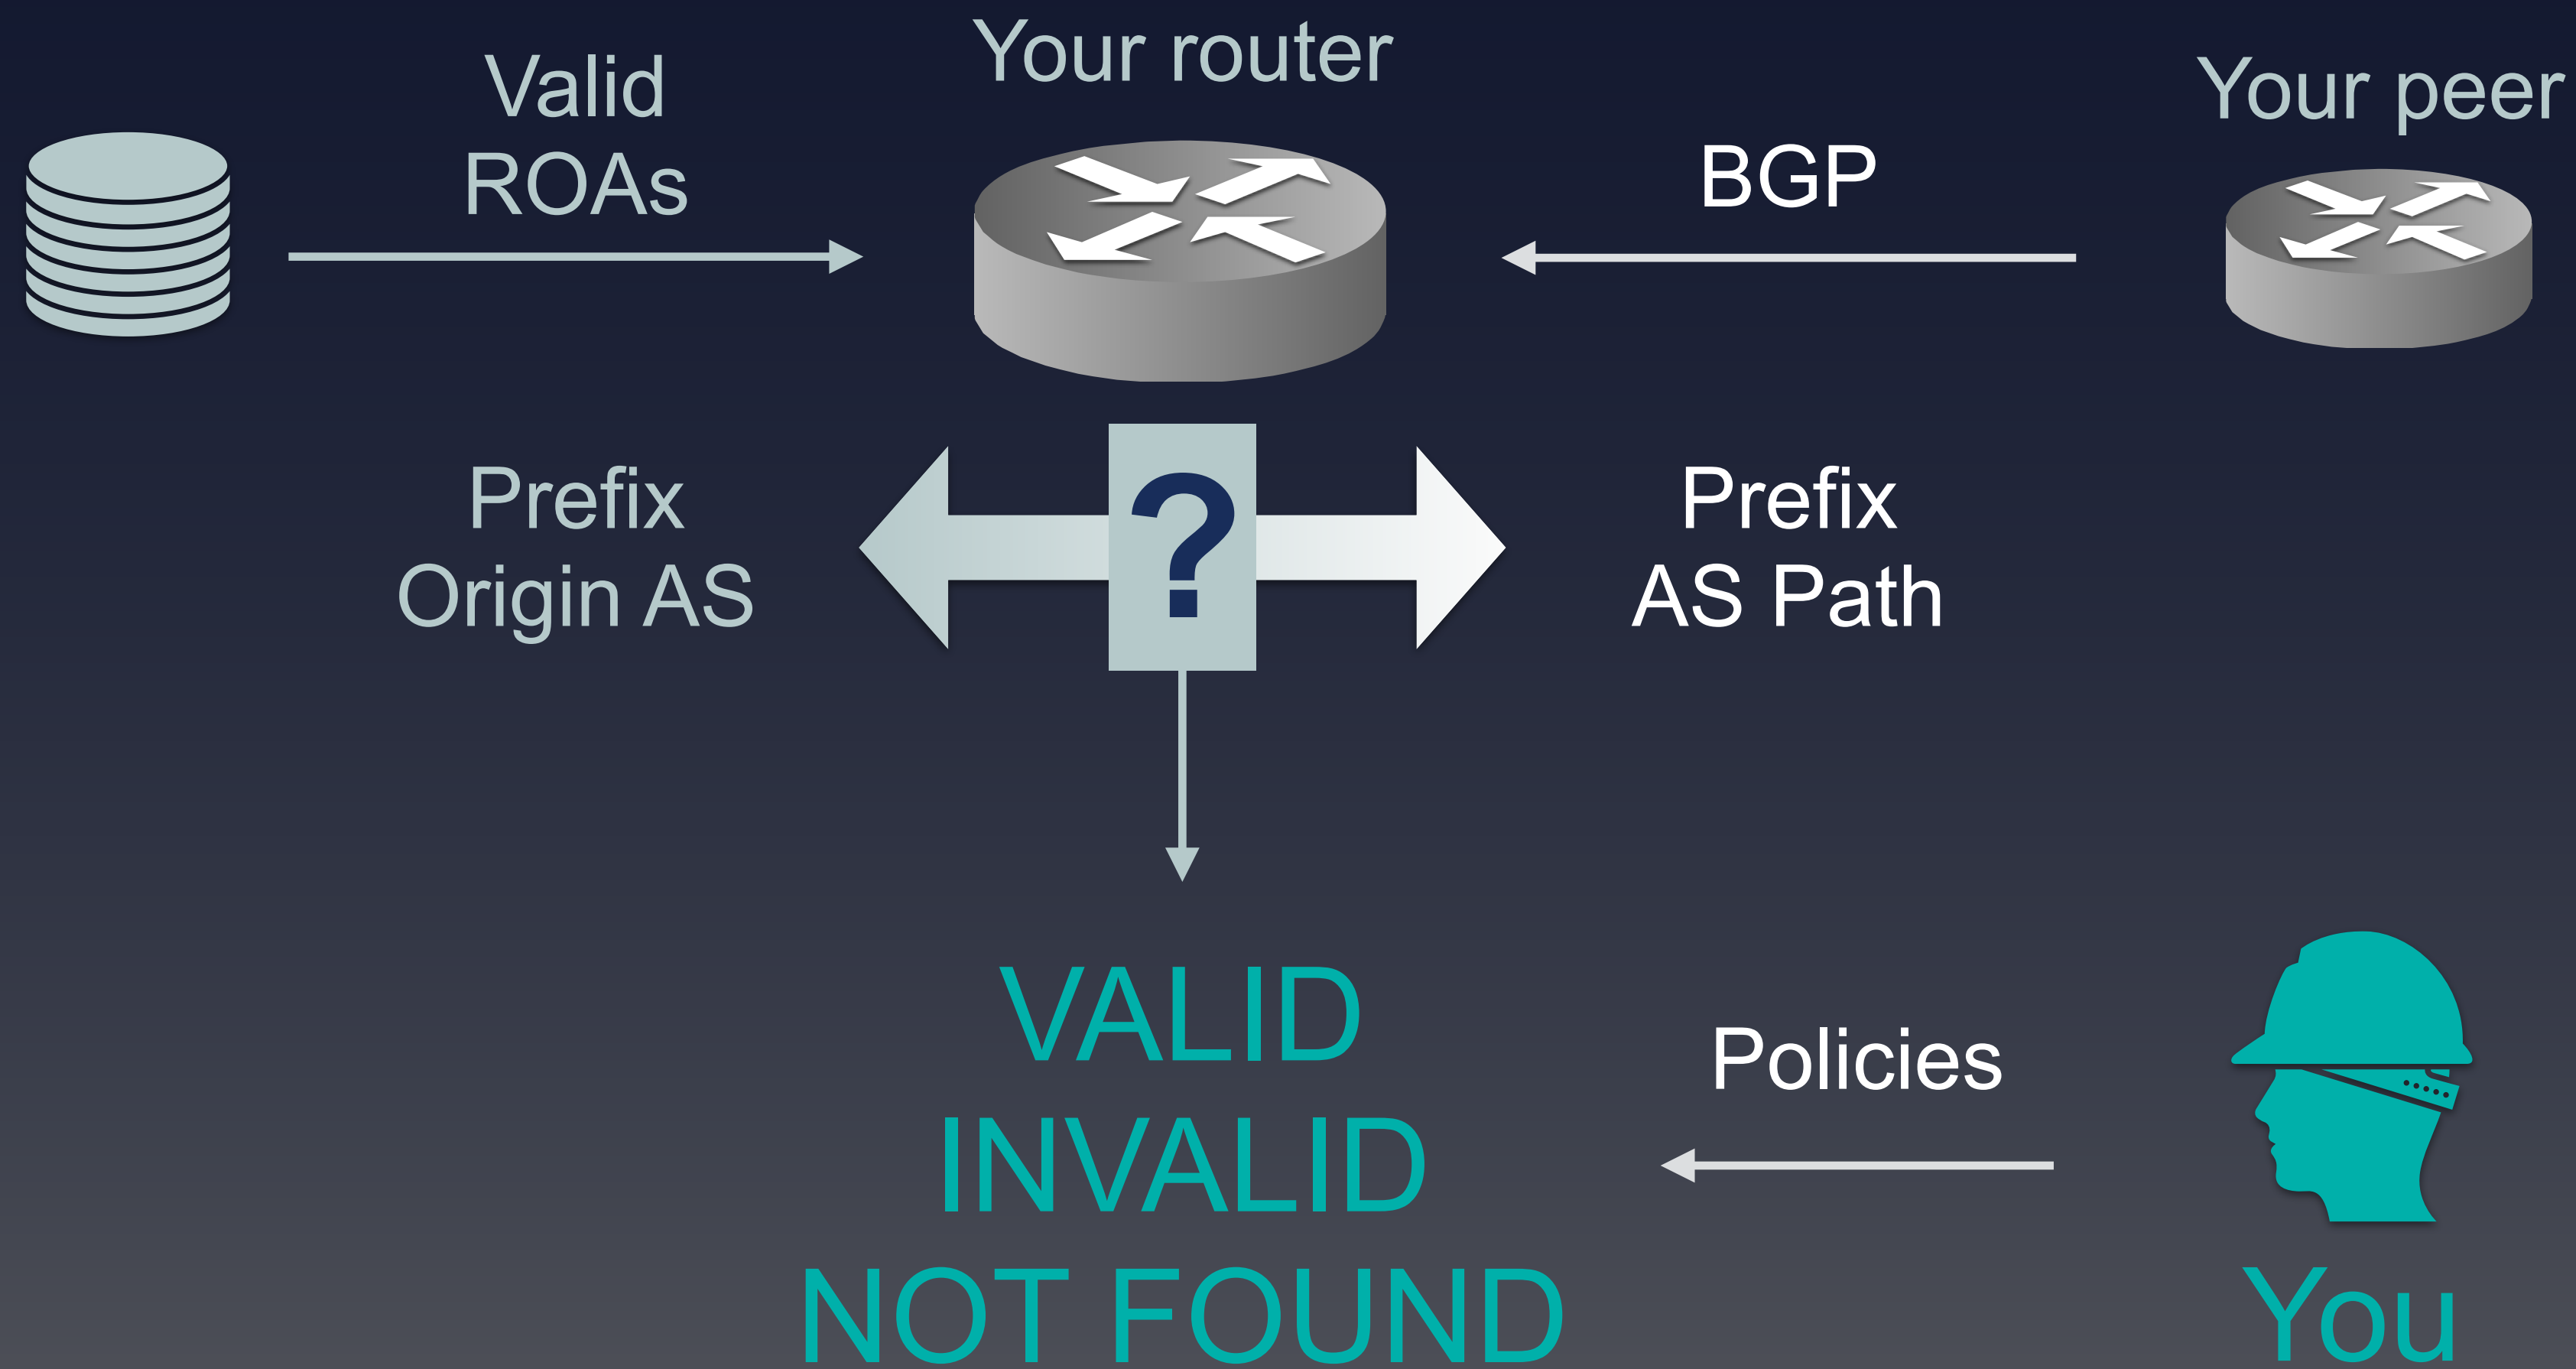 Valid
ROAs
Your router
BGP
Your peer
Prefix
Origin AS
?
Prefix
AS Path
VALID
INVALID
NOT FOUND
Policies
You